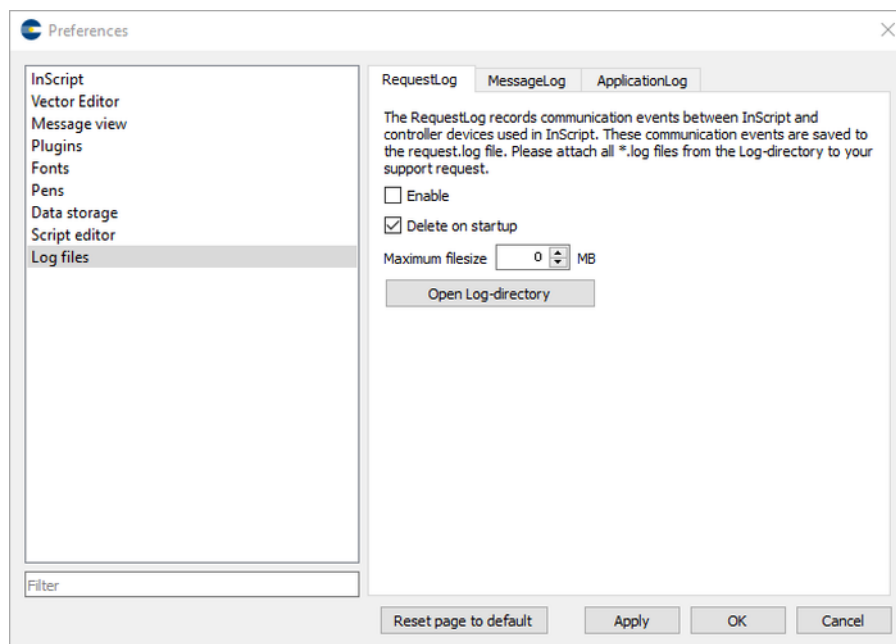 Preferences
InScript
Vector Editor
Message view
Plugins
Fonts
Pens
Data storage
Script editor
Log files
Filter
RequestLog MessageLog ApplicationLog
The RequestLog records communication events between InScript and
controller devices used in InScript. These communication events are saved to
the request.log file. Please attach all *.log files from the Log-directory to your
support request.
Enable
Delete on startup
Maximum filesize 0 MB
Open Log-directory
Reset page to default Apply OK Cancel